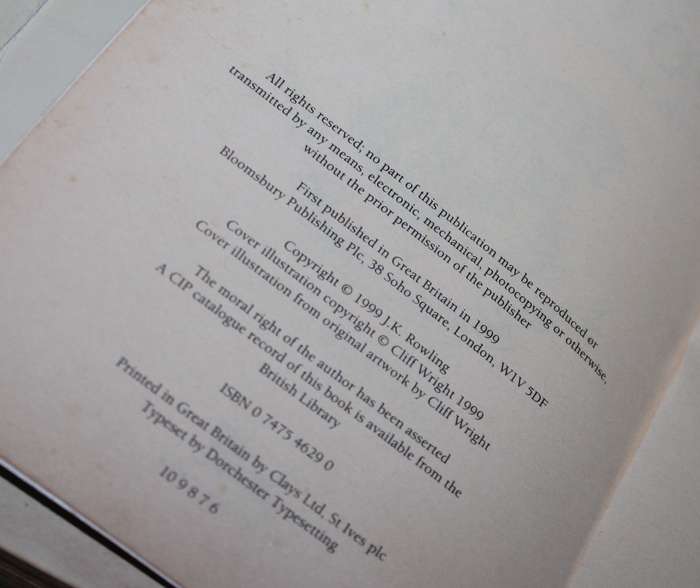 All rights reserved; no part of this publication may be reproduced or
transmitted by any means, electronic, mechanical, photocopying or otherwise,
without the prior permission of the publisher
First published in Great Britain in 1999
Bloomsbury Publishing Plc. 38 Soho Square, London, W1V 5DF
Copyright © 1999 J.K. Rowling
Cover illustration copyright © Cliff Wright 1999
Cover illustration from original artwork by Cliff Wright
The moral right of the author has been asserted
A CIP catalogue record of this book is available from the
British Library
ISBN 0 7475 4629 0
Printed in Great Britain by Clays Ltd, St Ives plc
Typeset by Dorchester Typesetting
10 9 8 7 6